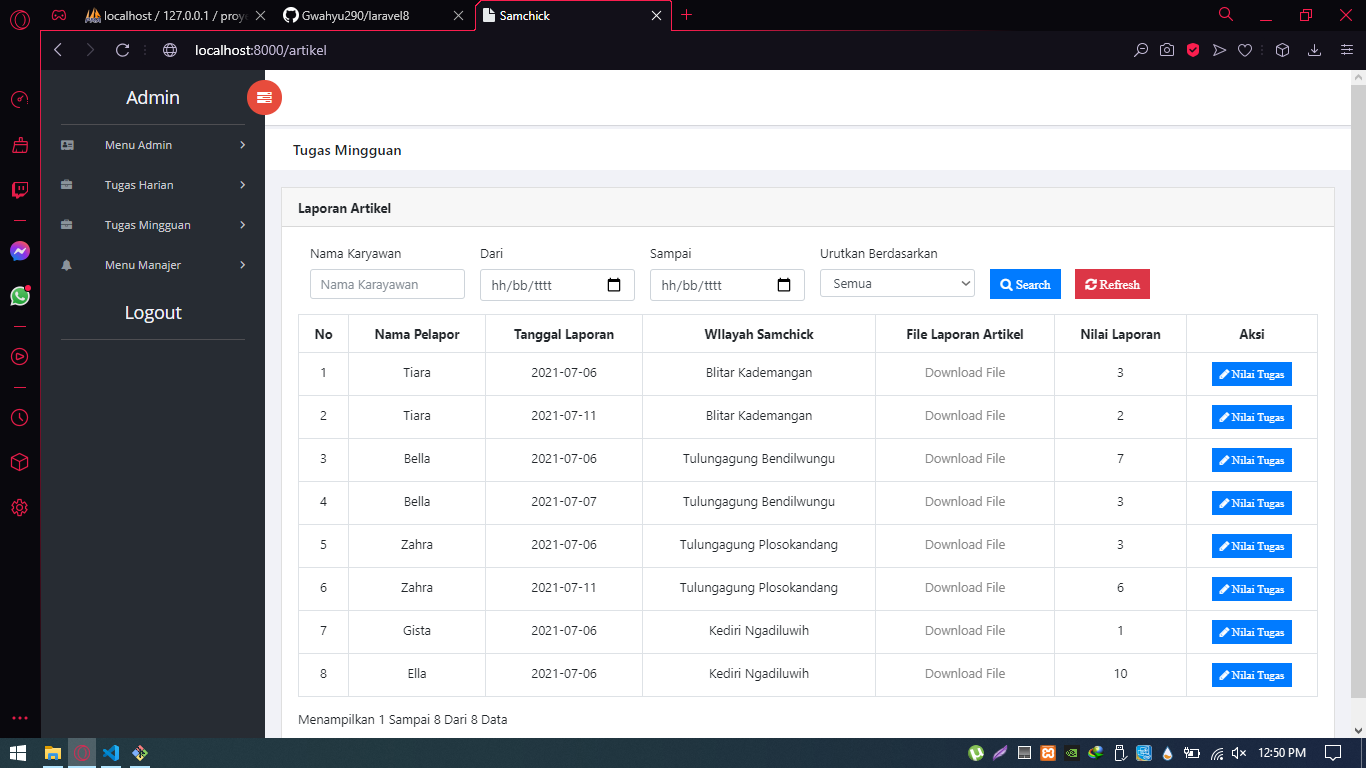 localhost / 127.0.0.1 / proye
Gwahyu290/laravel8
Samchick
localhost:8000/artikel
Admin
Menu Admin
Tugas Harian
Tugas Mingguan
Menu Manajer
Logout
Tugas Mingguan
Laporan Artikel
Nama Karyawan Dari Sampai Urutkan Berdasarkan
Nama Karayawan hh/bb/tttt hh/bb/tttt Semua Search Refresh
No Nama Pelapor Tanggal Laporan WIlayah Samchick File Laporan Artikel Nilai Laporan Aksi
1 Tiara 2021-07-06 Blitar Kademangan Download File 3 Nilai Tugas
2 Tiara 2021-07-11 Blitar Kademangan Download File 2 Nilai Tugas
3 Bella 2021-07-06 Tulungagung Bendilwungu Download File 7 Nilai Tugas
4 Bella 2021-07-07 Tulungagung Bendilwungu Download File 3 Nilai Tugas
5 Zahra 2021-07-06 Tulungagung Plosokandang Download File 3 Nilai Tugas
6 Zahra 2021-07-11 Tulungagung Plosokandang Download File 6 Nilai Tugas
7 Gista 2021-07-06 Kediri Ngadiluwih Download File 1 Nilai Tugas
8 Ella 2021-07-06 Kediri Ngadiluwih Download File 10 Nilai Tugas
Menampilkan 1 Sampai 8 Dari 8 Data
12:50 PM